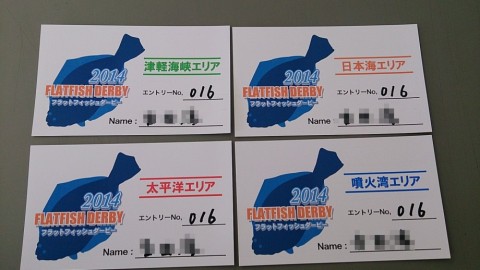 津軽海峡エリア
2014
FLATFISH DERBY
フラットフィッシュダービー
エントリーNo. 016
Name:
日本海エリア
2014
FLATFISH DERBY
フラットフィッシュダービー
エントリーNo. 016
Name:
太平洋エリア
2014
FLATFISH DERBY
フラットフィッシュダービー
エントリーNo. 016
Name:
噴火湾エリア
2014
FLATFISH DERBY
フラットフィッシュダービー
エントリーNo. 016
Name: